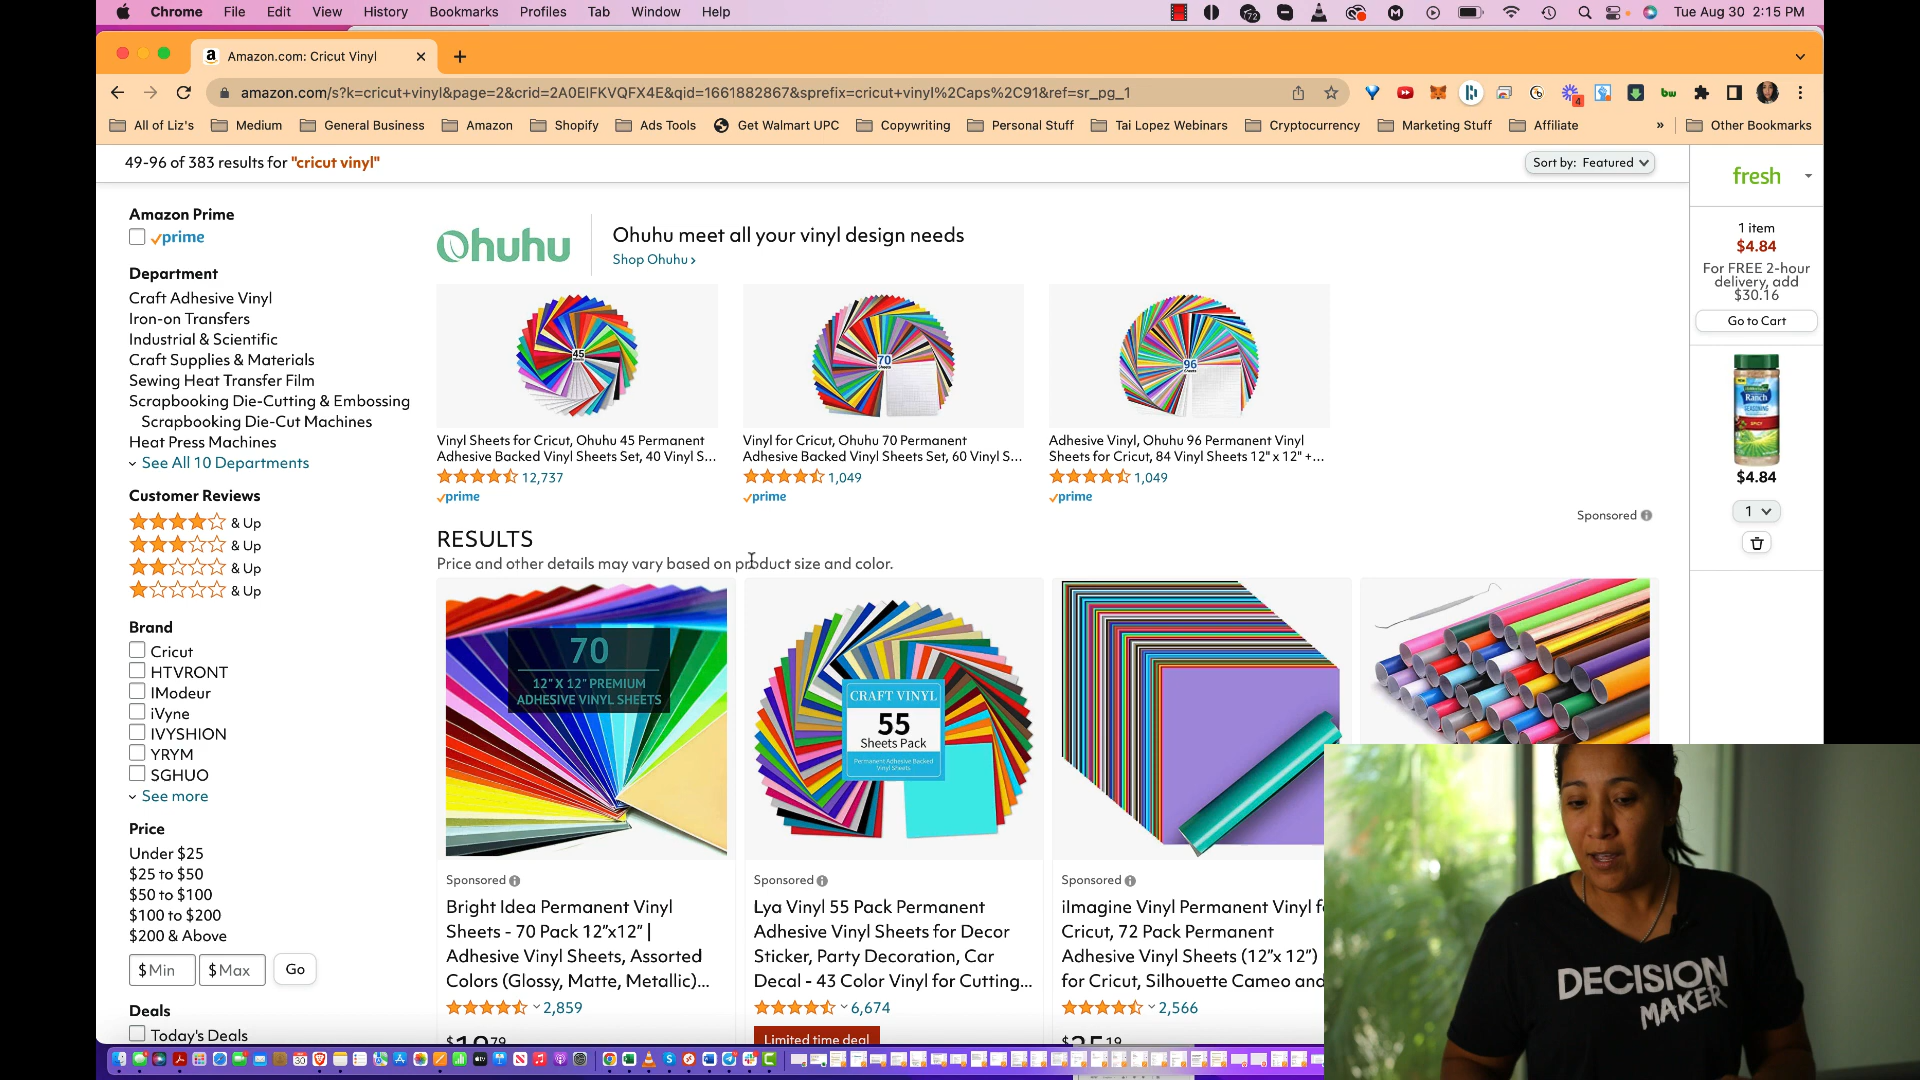 Chrome File Edit View History Bookmarks Profiles Tab Window Help
Tue Aug 30 2:15 PM
Amazon.com: Cricut Vinyl
amazon.com/s?k=cricut+vinyl&page=2&crid=2A0EIFKVQFX4E&qid=1661882867&sprefix=cricut+vinyl%2Caps%2C91&ref=sr_pg_1
All of Liz's Medium General Business Amazon Shopify Ads Tools Get Walmart UPC Copywriting Personal Stuff Tai Lopez Webinars Cryptocurrency Marketing Stuff Affiliate » Other Bookmarks
49-96 of 383 results for "cricut vinyl"
Sort by: Featured
Amazon Prime
prime
Department
Craft Adhesive Vinyl
Iron-on Transfers
Industrial & Scientific
Craft Supplies & Materials
Sewing Heat Transfer Film
Scrapbooking Die-Cutting & Embossing
Scrapbooking Die-Cut Machines
Heat Press Machines
See All 10 Departments
Customer Reviews
& Up
& Up
& Up
& Up
Brand
Cricut
HTVRONT
IModeur
iVyne
IVYSHION
YRYM
SGHUO
See more
Price
Under $25
$25 to $50
$50 to $100
$100 to $200
$200 & Above
$ Min $ Max Go
Deals
Today's Deals
Ohuhu
Ohuhu meet all your vinyl design needs
Shop Ohuhu ›
45
70
Sheets
96
Sheets
Vinyl Sheets for Cricut, Ohuhu 45 Permanent
Adhesive Backed Vinyl Sheets Set, 40 Vinyl S...
12,737
prime
Vinyl for Cricut, Ohuhu 70 Permanent
Adhesive Backed Vinyl Sheets Set, 60 Vinyl S...
1,049
prime
Adhesive Vinyl, Ohuhu 96 Permanent Vinyl
Sheets for Cricut, 84 Vinyl Sheets 12" x 12" +...
1,049
prime
Sponsored
RESULTS
Price and other details may vary based on product size and color.
70
12" X 12" PREMIUM
ADHESIVE VINYL SHEETS
CRAFT VINYL
55
Sheets Pack
Permanent Adhesive Backed
Vinyl Sheets
Sponsored
Bright Idea Permanent Vinyl
Sheets - 70 Pack 12"x12" |
Adhesive Vinyl Sheets, Assorted
Colors (Glossy, Matte, Metallic)...
2,859
Sponsored
Lya Vinyl 55 Pack Permanent
Adhesive Vinyl Sheets for Decor
Sticker, Party Decoration, Car
Decal - 43 Color Vinyl for Cutting...
6,674
Limited time deal
Sponsored
iImagine Vinyl Permanent Vinyl f
Cricut, 72 Pack Permanent
Adhesive Vinyl Sheets (12"x 12")
for Cricut, Silhouette Cameo and
2,566
fresh
1 item
$4.84
For FREE 2-hour
delivery, add
$30.16
Go to Cart
Ranch
SEASONING
SPICY
$4.84
1
DECISION
MAKER